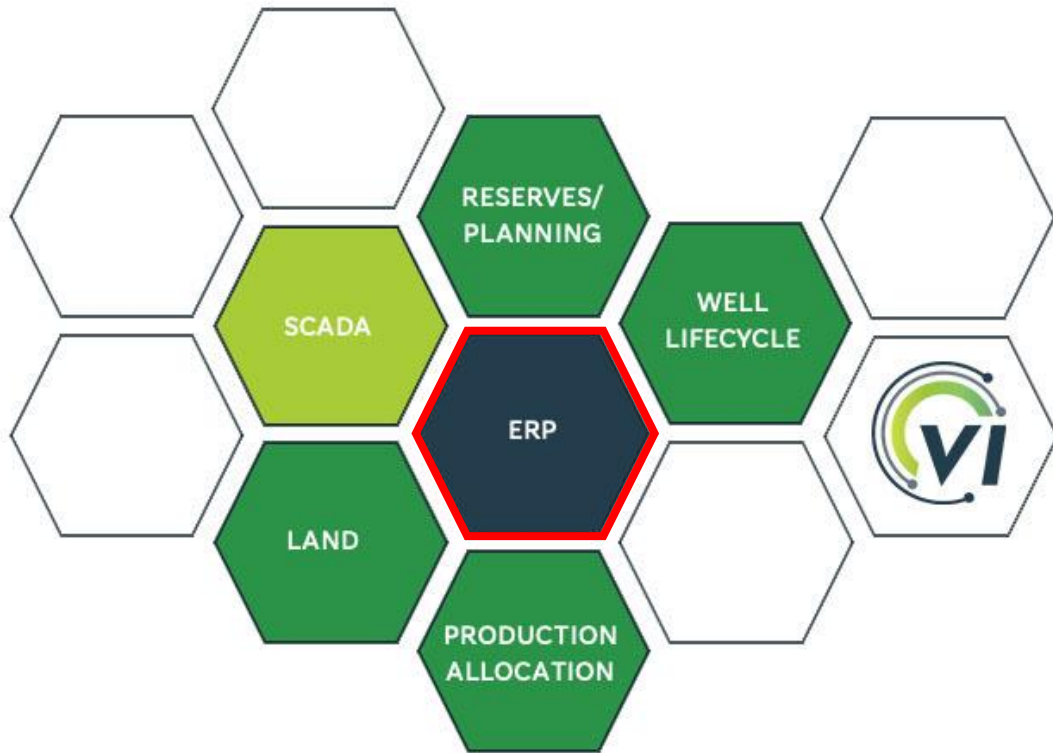 RESERVES/
PLANNING
WELL
LIFECYCLE
SCADA
ERP
VI
LAND
PRODUCTION
ALLOCATION